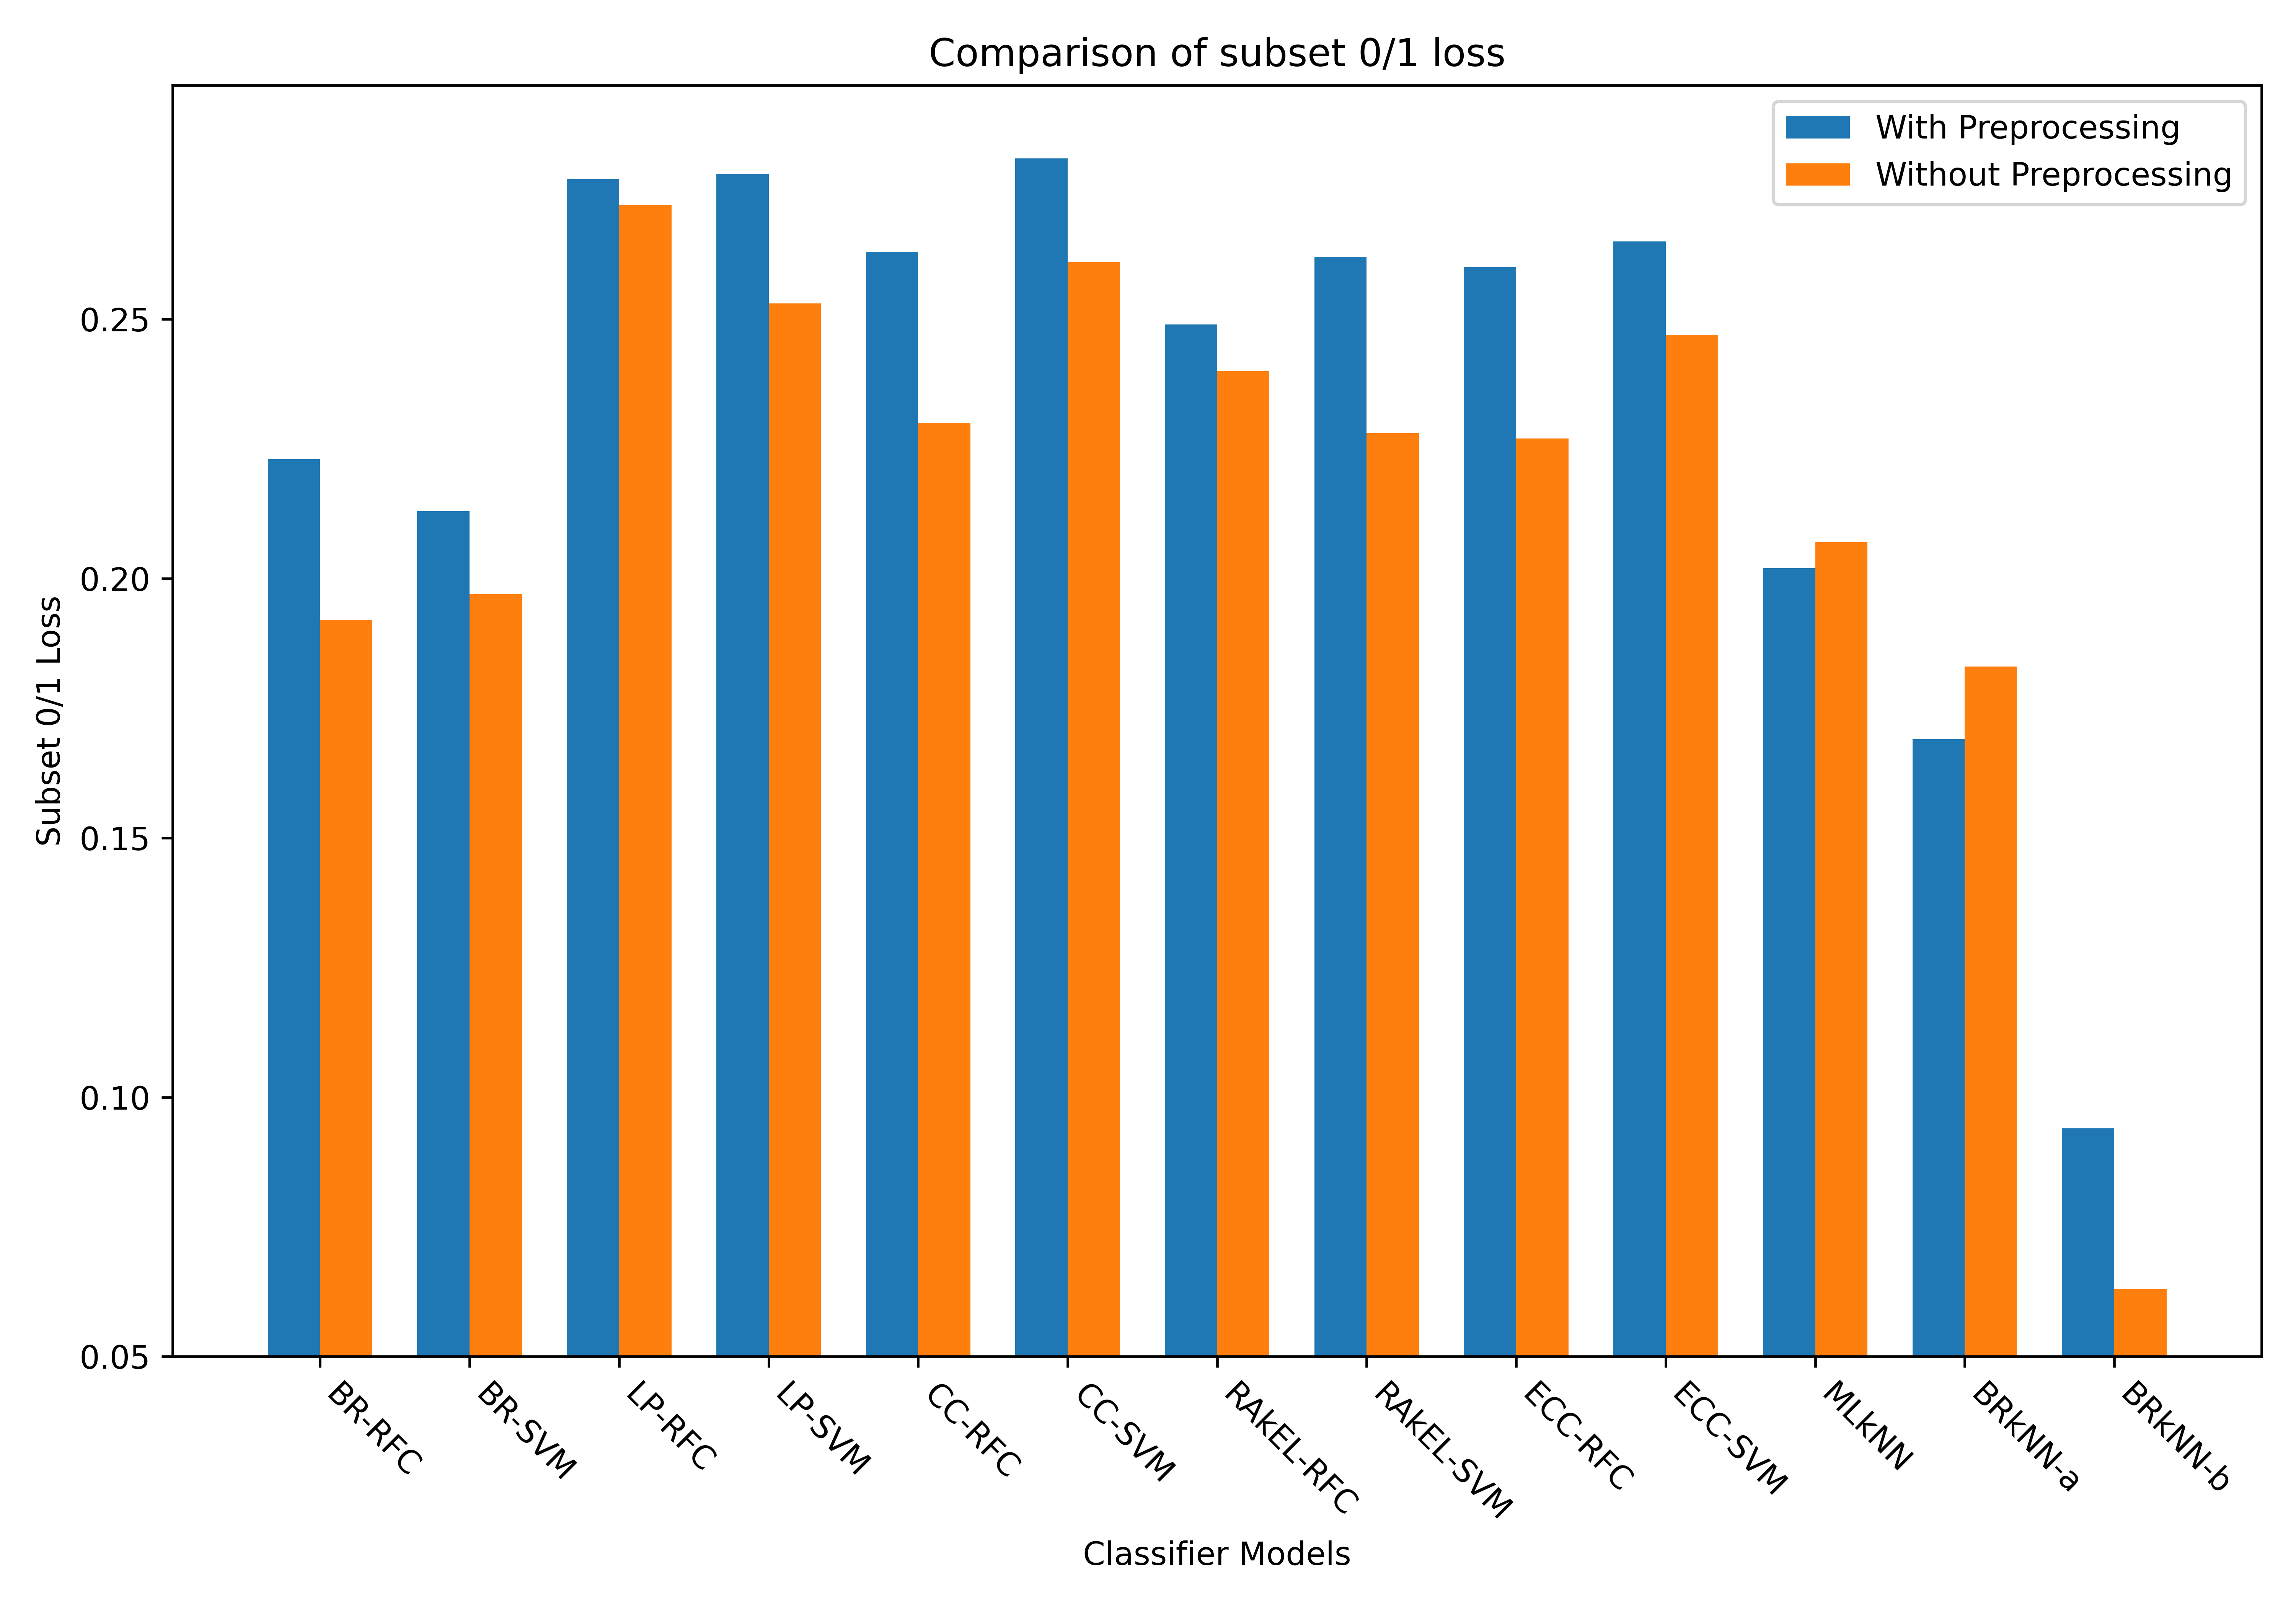 Comparison of subset 0/1 loss
With Preprocessing
Without Preprocessing
Subset 0/1 Loss
0.25
0.20
0.15
0.10
0.05
BR-RFC
BR-SVM
LP-RFC
LP-SVM
CC-RFC
CC-SVM
RAkEL-RFC
RAkEL-SVM
ECC-RFC
ECC-SVM
MLkNN
BRkNN-a
BRkNN-b
Classifier Models